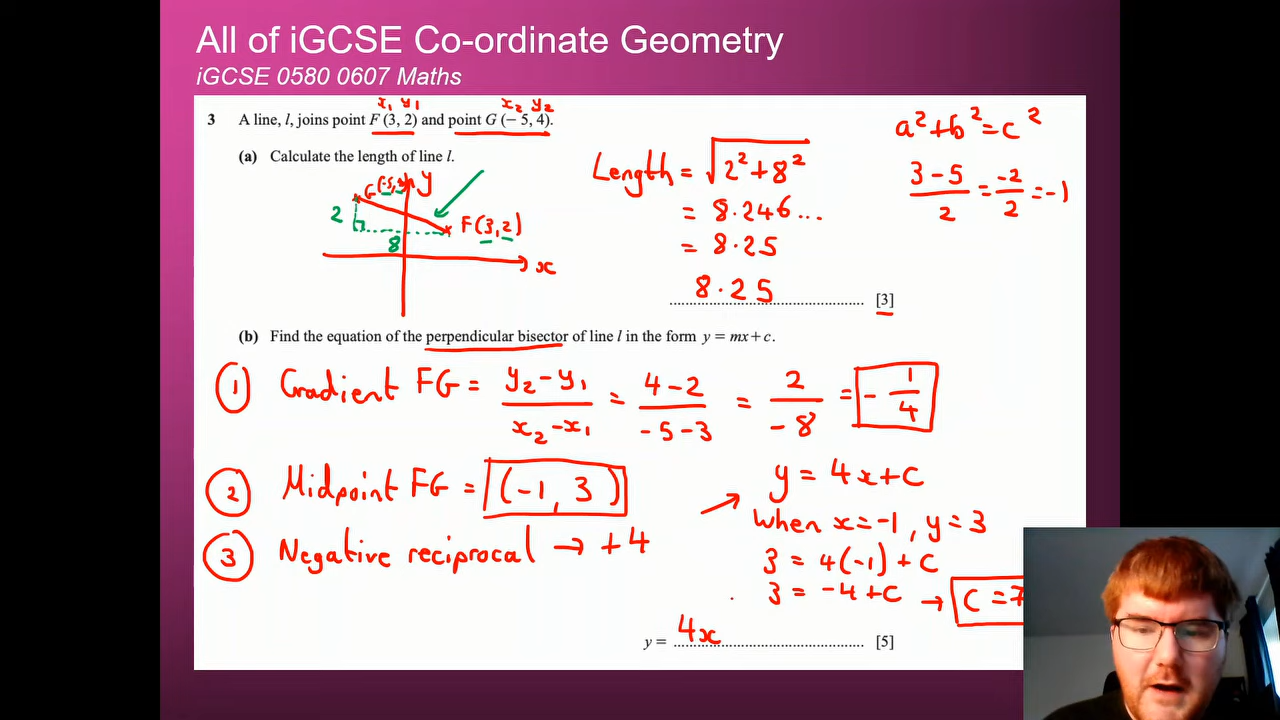 All of iGCSE Co-ordinate Geometry
iGCSE 0580 0607 Maths
x₁ y₁ x₂ y₂
3 A line, l, joins point F (3, 2) and point G (− 5, 4).
(a) Calculate the length of line l.
G(-5,
y
2
8
F(3,2)
x
Length = √2² + 8²
= 8.246...
= 8.25
8.25 [3]
a² + b² = c²
3 - 5 / 2 = -2/2 = -1
(b) Find the equation of the perpendicular bisector of line l in the form y = mx + c.
1 Gradient FG = y₂ - y₁ / x₂ - x₁ = 4 - 2 / -5 - 3 = 2 / -8 = - 1/4
2 Midpoint FG = (-1, 3)
3 Negative reciprocal → +4
→ y = 4x + C
When x = -1, y = 3
3 = 4(-1) + C
3 = -4 + C → C = 7
y = 4x [5]